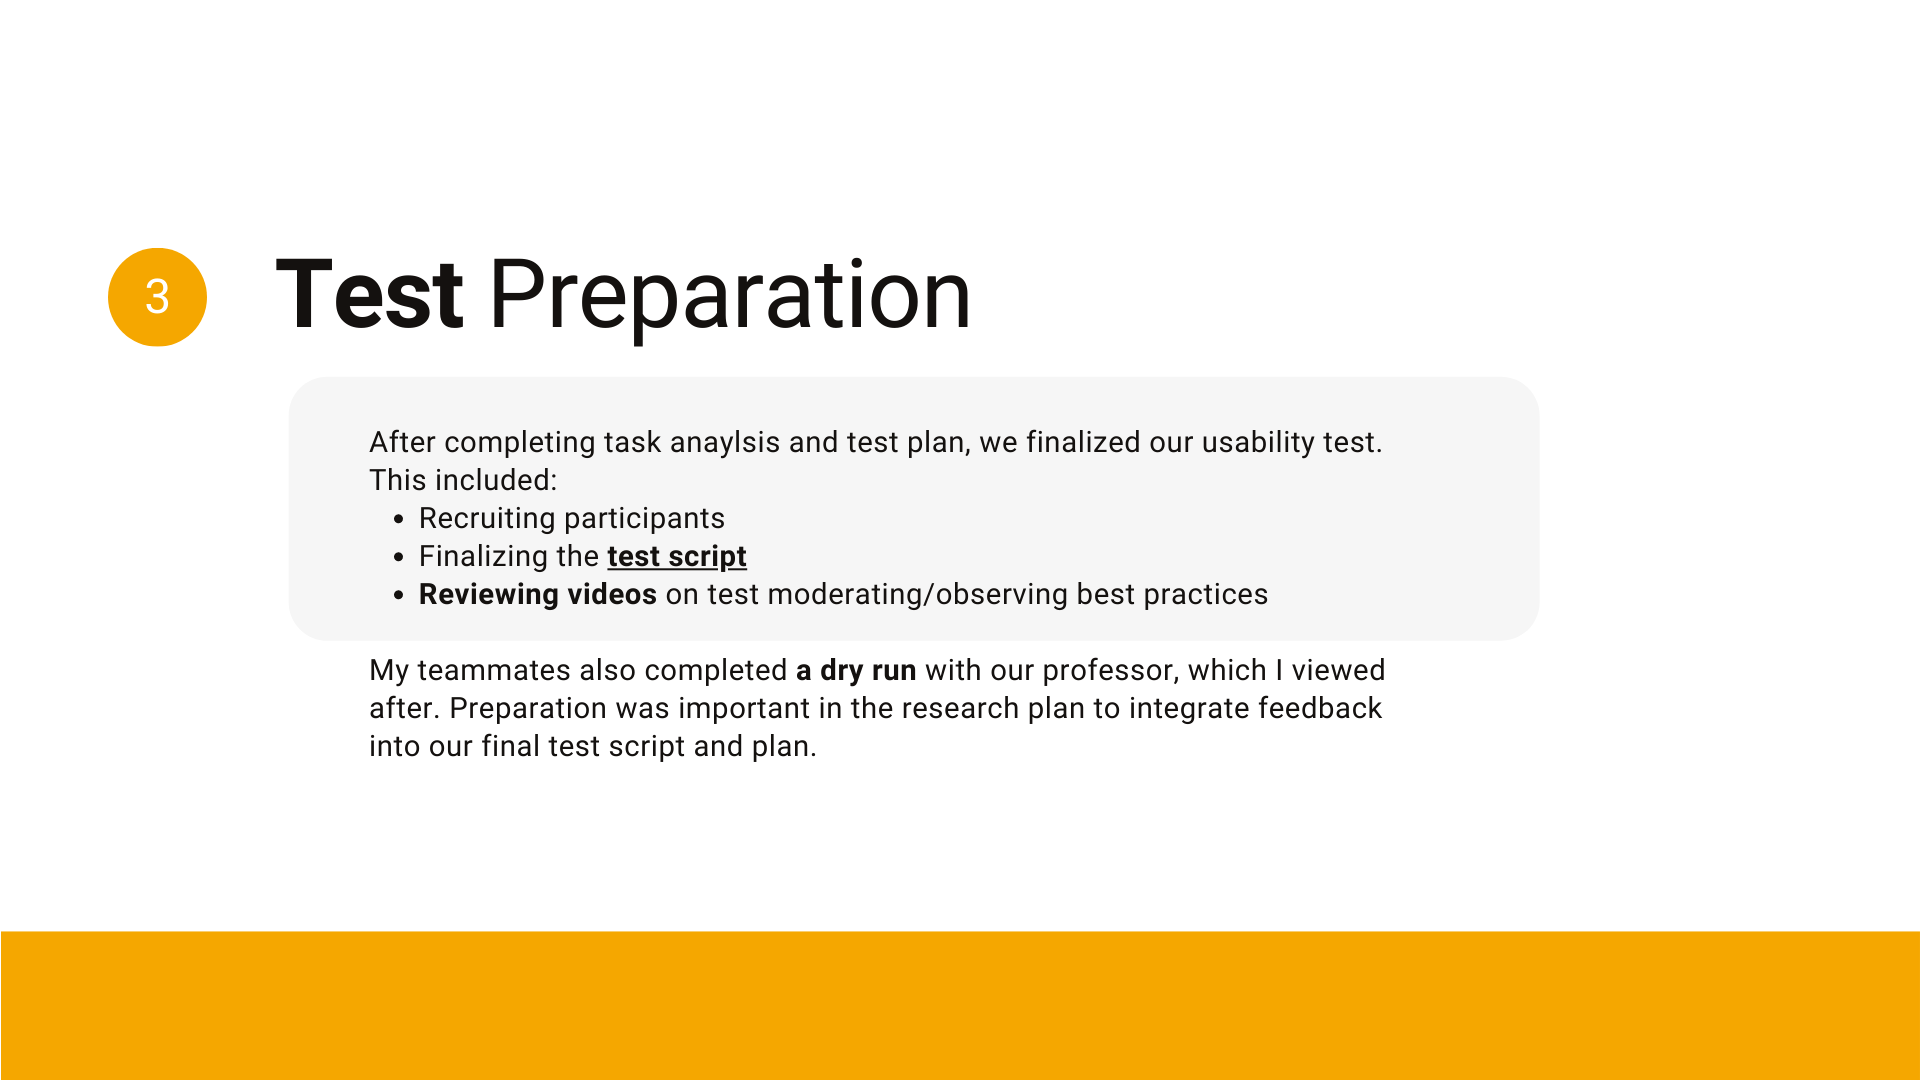 3
Test Preparation
After completing task anaylsis and test plan, we finalized our usability test.
This included:
• Recruiting participants
• Finalizing the test script
• Reviewing videos on test moderating/observing best practices
My teammates also completed a dry run with our professor, which I viewed
after. Preparation was important in the research plan to integrate feedback
into our final test script and plan.